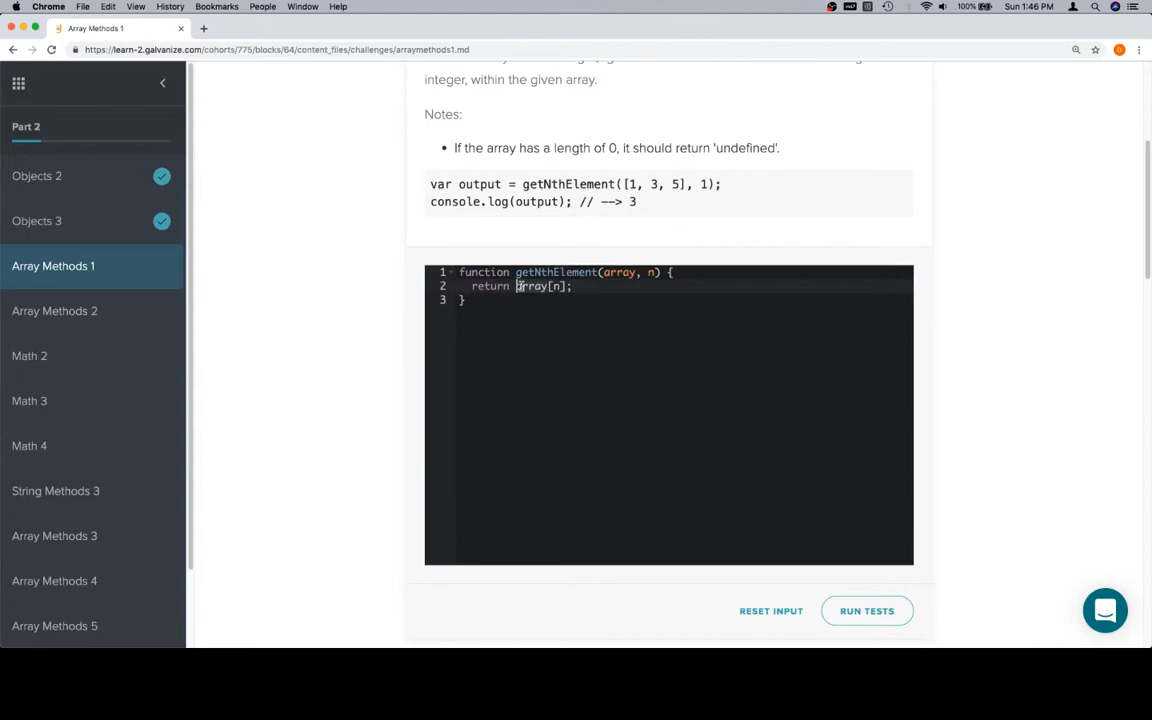 Chrome File Edit View History Bookmarks People Window Help 100% Sun 1:46 PM
Array Methods 1
https://learn-2.galvanize.com/cohorts/775/blocks/64/content_files/challenges/arraymethods1.md
Part 2
Objects 2
Objects 3
Array Methods 1
Array Methods 2
Math 2
Math 3
Math 4
String Methods 3
Array Methods 3
Array Methods 4
Array Methods 5
integer, within the given array.
Notes:
• If the array has a length of 0, it should return 'undefined'.
var output = getNthElement([1, 3, 5], 1);
console.log(output); // --> 3
1 function getNthElement(array, n) {
2 return array[n];
3 }
RESET INPUT RUN TESTS